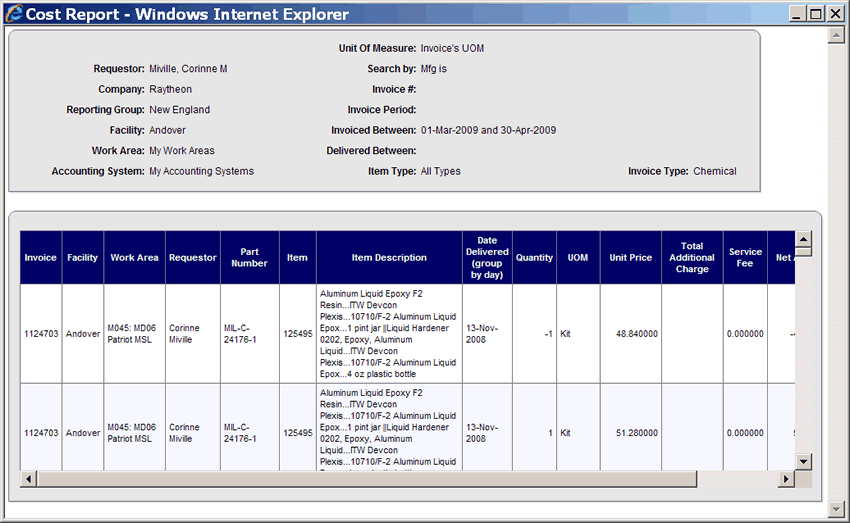 Cost Report - Windows Internet Explorer
Unit Of Measure: Invoice's UOM
Requestor: Miville, Corinne M Search by: Mfg is
Company: Raytheon Invoice #:
Reporting Group: New England Invoice Period:
Facility: Andover Invoiced Between: 01-Mar-2009 and 30-Apr-2009
Work Area: My Work Areas Delivered Between:
Accounting System: My Accounting Systems Item Type: All Types Invoice Type: Chemical
Invoice
Facility
Work Area
Requestor
Part
Number
Item
Item Description
Date
Delivered
(group
by day)
Quantity
UOM
Unit Price
Total
Additional
Charge
Service
Fee
Net
1124703
Andover
M045: MD06
Patriot MSL
Corinne
Miville
MIL-C-
24176-1
125495
Aluminum Liquid Epoxy F2
Resin...ITW Devcon
Plexis...10710/F-2 Aluminum Liquid
Epox...1 pint jar ||Liquid Hardener
0202, Epoxy, Aluminum
Liquid...ITW Devcon
Plexis...10710/F-2 Aluminum Liquid
Epox...4 oz plastic bottle
13-Nov-
2008
-1
Kit
48.840000
0.000000
1124703
Andover
M045: MD06
Patriot MSL
Corinne
Miville
MIL-C-
24176-1
125495
Aluminum Liquid Epoxy F2
Resin...ITW Devcon
Plexis...10710/F-2 Aluminum Liquid
Epox...1 pint jar ||Liquid Hardener
0202, Epoxy, Aluminum
Liquid...ITW Devcon
Plexis...10710/F-2 Aluminum Liquid
13-Nov-
2008
1
Kit
51.280000
0.000000